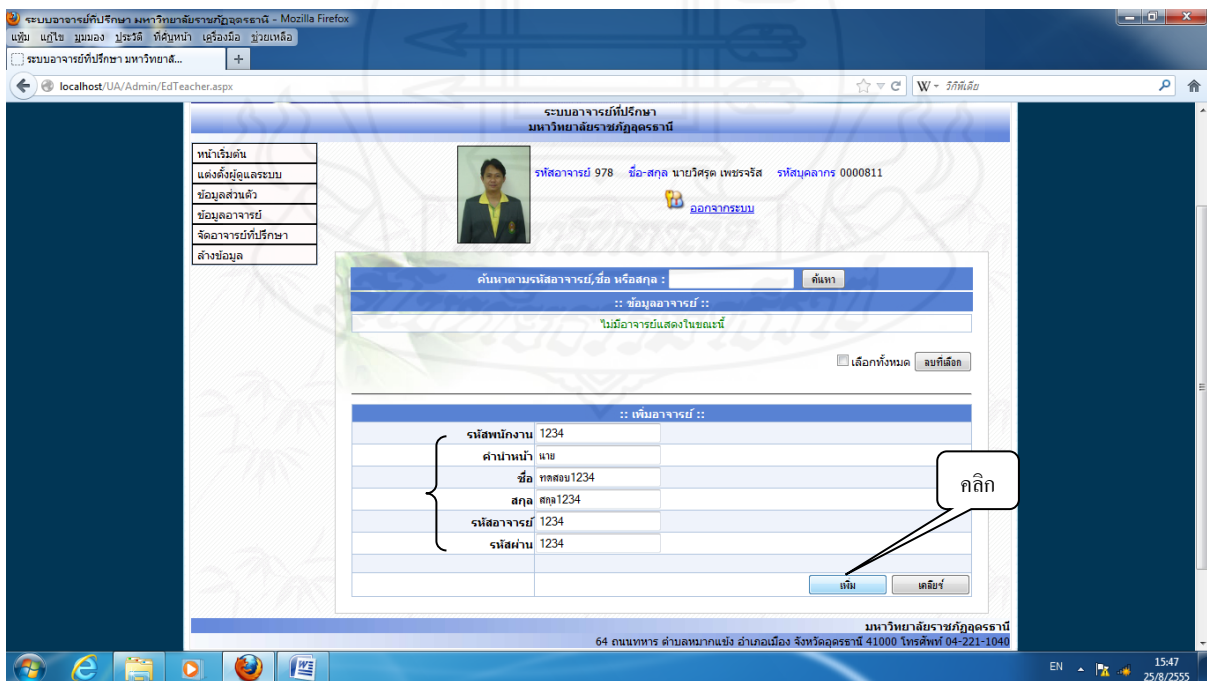 ระบบอาจารย์ที่ปรึกษา มหาวิทยาลัยราชภัฏอุดรธานี - Mozilla Firefox
แฟ้ม แก้ไข มุมมอง ประวัติ ที่คั่นหน้า เครื่องมือ ช่วยเหลือ
ระบบอาจารย์ที่ปรึกษา มหาวิทยาลั...
localhost/UA/Admin/EdTeacher.aspx
W - วิกิพีเดีย
ระบบอาจารย์ที่ปรึกษา
มหาวิทยาลัยราชภัฏอุดรธานี
หน้าเริ่มต้น
แต่งตั้งผู้ดูแลระบบ
ข้อมูลส่วนตัว
ข้อมูลอาจารย์
จัดอาจารย์ที่ปรึกษา
ล้างข้อมูล
รหัสอาจารย์ 978 ชื่อ-สกุล นายวิศรุต เพชรจรัส รหัสบุคลากร 0000811
ออกจากระบบ
ค้นหาตามรหัสอาจารย์,ชื่อ หรือสกุล : ค้นหา
:: ข้อมูลอาจารย์ ::
ไม่มีอาจารย์แสดงในขณะนี้
เลือกทั้งหมด ลบที่เลือก
:: เพิ่มอาจารย์ ::
รหัสพนักงาน 1234
คำนำหน้า นาย
ชื่อ ทดสอบ1234
สกุล สกุล1234
รหัสอาจารย์ 1234
รหัสผ่าน 1234
คลิก
เพิ่ม เคลียร์
มหาวิทยาลัยราชภัฏอุดรธานี
64 ถนนทหาร ตำบลหมากแข้ง อำเภอเมือง จังหวัดอุดรธานี 41000 โทรศัพท์ 04-221-1040
EN 15:47
25/8/2555